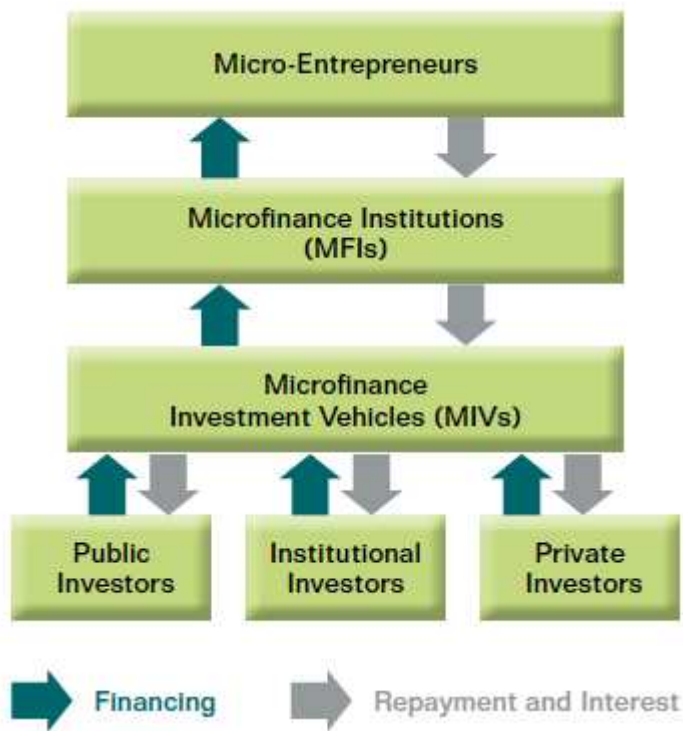 Micro-Entrepreneurs
Microfinance Institutions
(MFIs)
Microfinance
Investment Vehicles (MIVs)
Public
Investors
Institutional
Investors
Private
Investors
Financing
Repayment and Interest